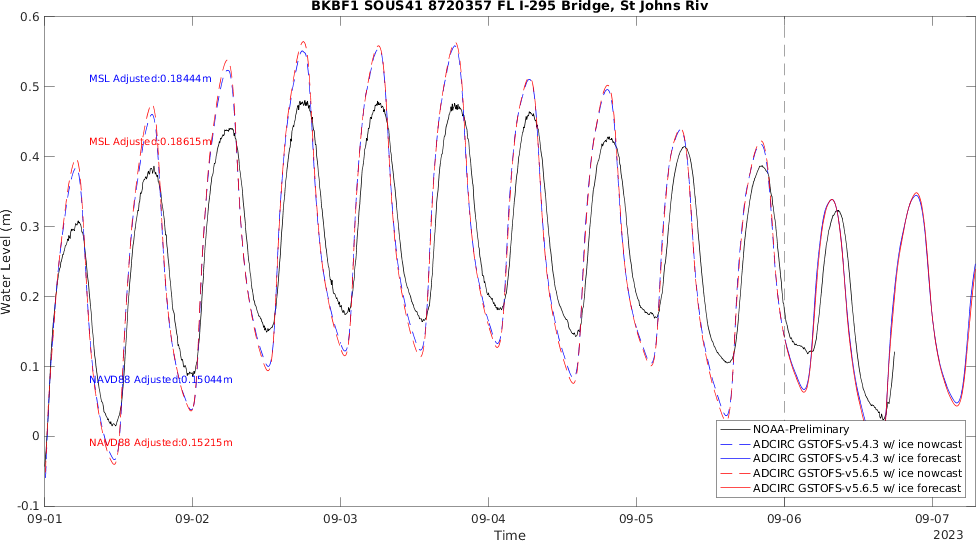 BKBF1 SOUS41 8720357 FL I-295 Bridge, St Johns Riv
0.6
0.5
0.4
0.3
0.2
0.1
0
-0.1
Water Level (m)
MSL Adjusted:0.18444m
MSL Adjusted:0.18615m
NAVD88 Adjusted:0.15044m
NAVD88 Adjusted:0.15215m
NOAA-Preliminary
ADCIRC GSTOFS-v5.4.3 w/ ice nowcast
ADCIRC GSTOFS-v5.4.3 w/ ice forecast
ADCIRC GSTOFS-v5.6.5 w/ ice nowcast
ADCIRC GSTOFS-v5.6.5 w/ ice forecast
09-01 09-02 09-03 09-04 09-05 09-06 09-07
Time
2023